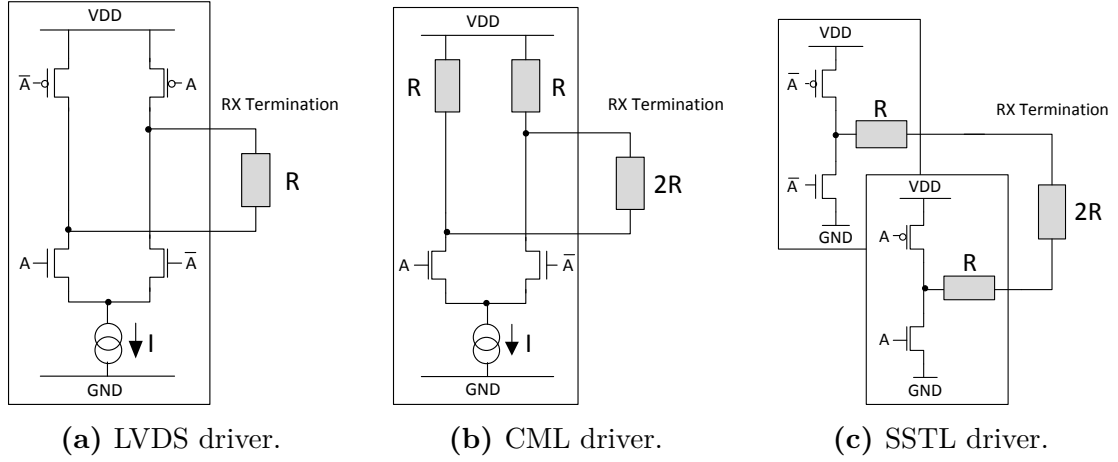 VDD
A̅
A
RX Termination
R
A
A̅
I
GND
(a) LVDS driver.
VDD
R
R
RX Termination
2R
A
A̅
I
GND
(b) CML driver.
VDD
A̅
R
RX Termination
A̅
VDD
2R
GND
A
R
A
GND
(c) SSTL driver.